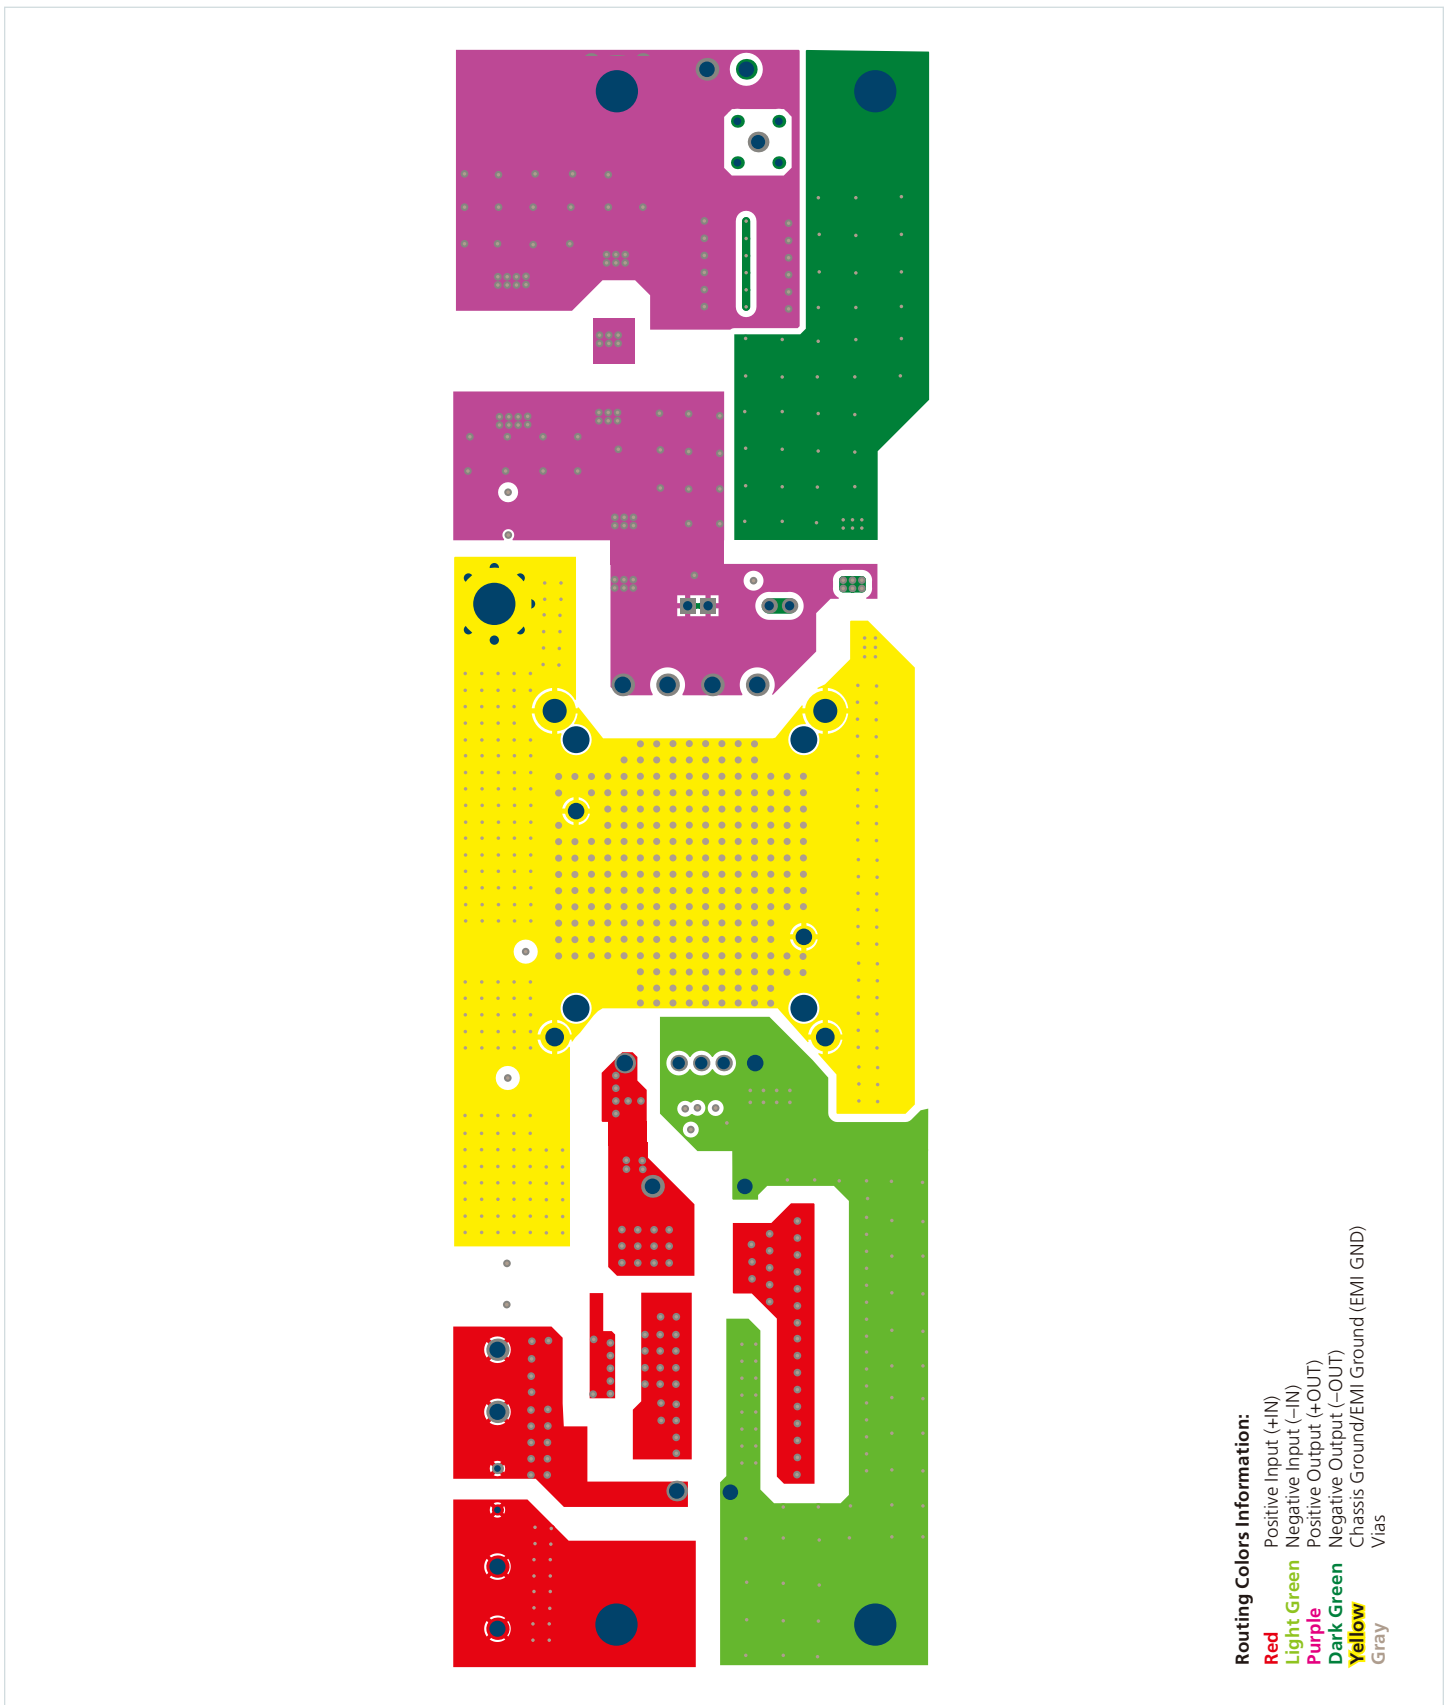 Routing Colors Information:
Red Positive Input (+IN)
Light Green Negative Input (–IN)
Purple Positive Output (+OUT)
Dark Green Negative Output (–OUT)
Yellow Chassis Ground/EMI Ground (EMI GND)
Gray Vias